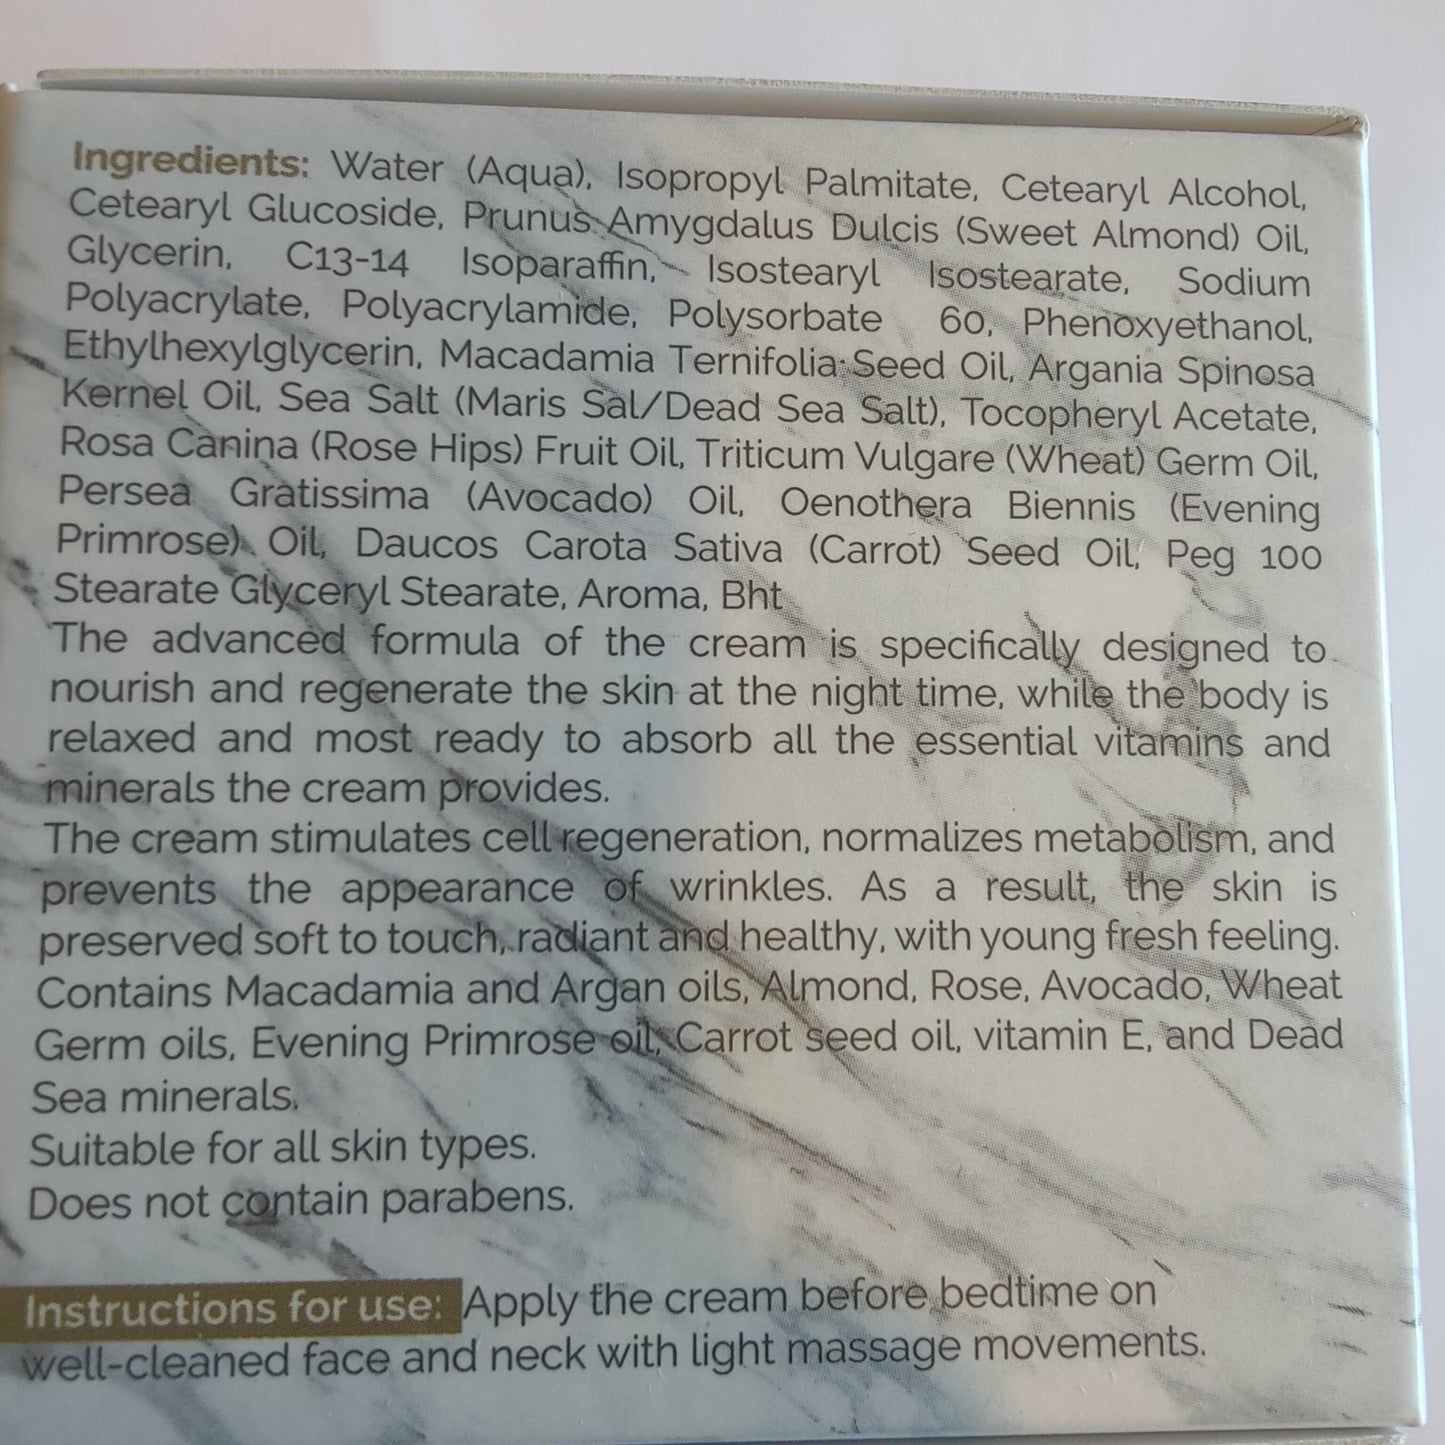 Ingredients: Water (Aqua), Isopropyl Palmitate, Cetearyl Alcohol,
Cetearyl Glucoside, Prunus Amygdalus Dulcis (Sweet Almond) Oil,
Glycerin, C13-14 Isoparaffin, Isostearyl Isostearate, Sodium
Polyacrylate, Polyacrylamide, Polysorbate 60, Phenoxyethanol,
Ethylhexylglycerin, Macadamia Ternifolia Seed Oil, Argania Spinosa
Kernel Oil, Sea Salt (Maris Sal/Dead Sea Salt), Tocopheryl Acetate,
Rosa Canina (Rose Hips) Fruit Oil, Triticum Vulgare (Wheat) Germ Oil,
Persea Gratissima (Avocado) Oil, Oenothera Biennis (Evening
Primrose) Oil, Daucos Carota Sativa (Carrot) Seed Oil, Peg 100
Stearate Glyceryl Stearate, Aroma, Bht
The advanced formula of the cream is specifically designed to
nourish and regenerate the skin at the night time, while the body is
relaxed and most ready to absorb all the essential vitamins and
minerals the cream provides.
The cream stimulates cell regeneration, normalizes metabolism, and
prevents the appearance of wrinkles. As a result, the skin is
preserved soft to touch, radiant and healthy, with young fresh feeling.
Contains Macadamia and Argan oils, Almond, Rose, Avocado, Wheat
Germ oils, Evening Primrose oil, Carrot seed oil, vitamin E, and Dead
Sea minerals.
Suitable for all skin types.
Does not contain parabens.
Instructions for use: Apply the cream before bedtime on
well-cleaned face and neck with light massage movements.